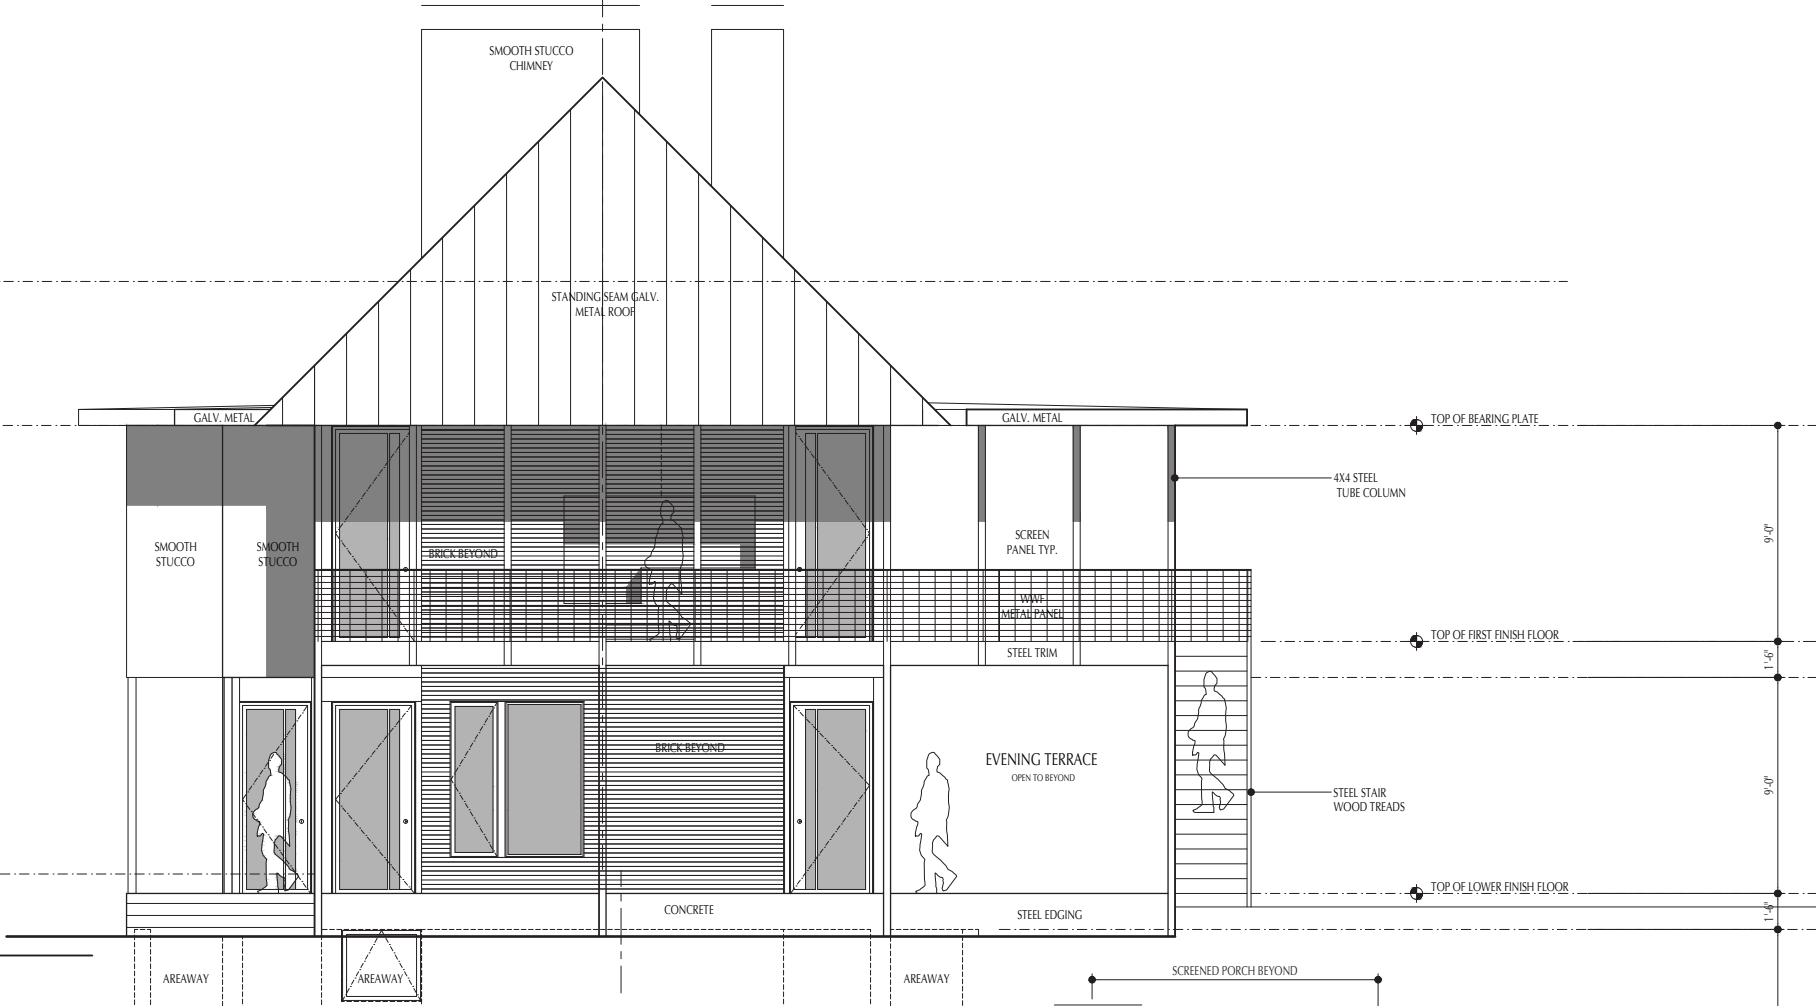 SMOOTH STUCCO
CHIMNEY
STANDING SEAM GALV.
METAL ROOF
GALV. METAL
GALV. METAL
TOP OF BEARING PLATE
4X4 STEEL
TUBE COLUMN
9'-0"
SMOOTH
STUCCO
SMOOTH
STUCCO
BRICK BEYOND
SCREEN
PANEL TYP.
WWF
METAL PANEL
STEEL TRIM
TOP OF FIRST FINISH FLOOR
1'-6"
BRICK BEYOND
EVENING TERRACE
OPEN TO BEYOND
STEEL STAIR
WOOD TREADS
9'-0"
TOP OF LOWER FINISH FLOOR
1'-6"
CONCRETE
STEEL EDGING
AREAWAY
AREAWAY
AREAWAY
SCREENED PORCH BEYOND